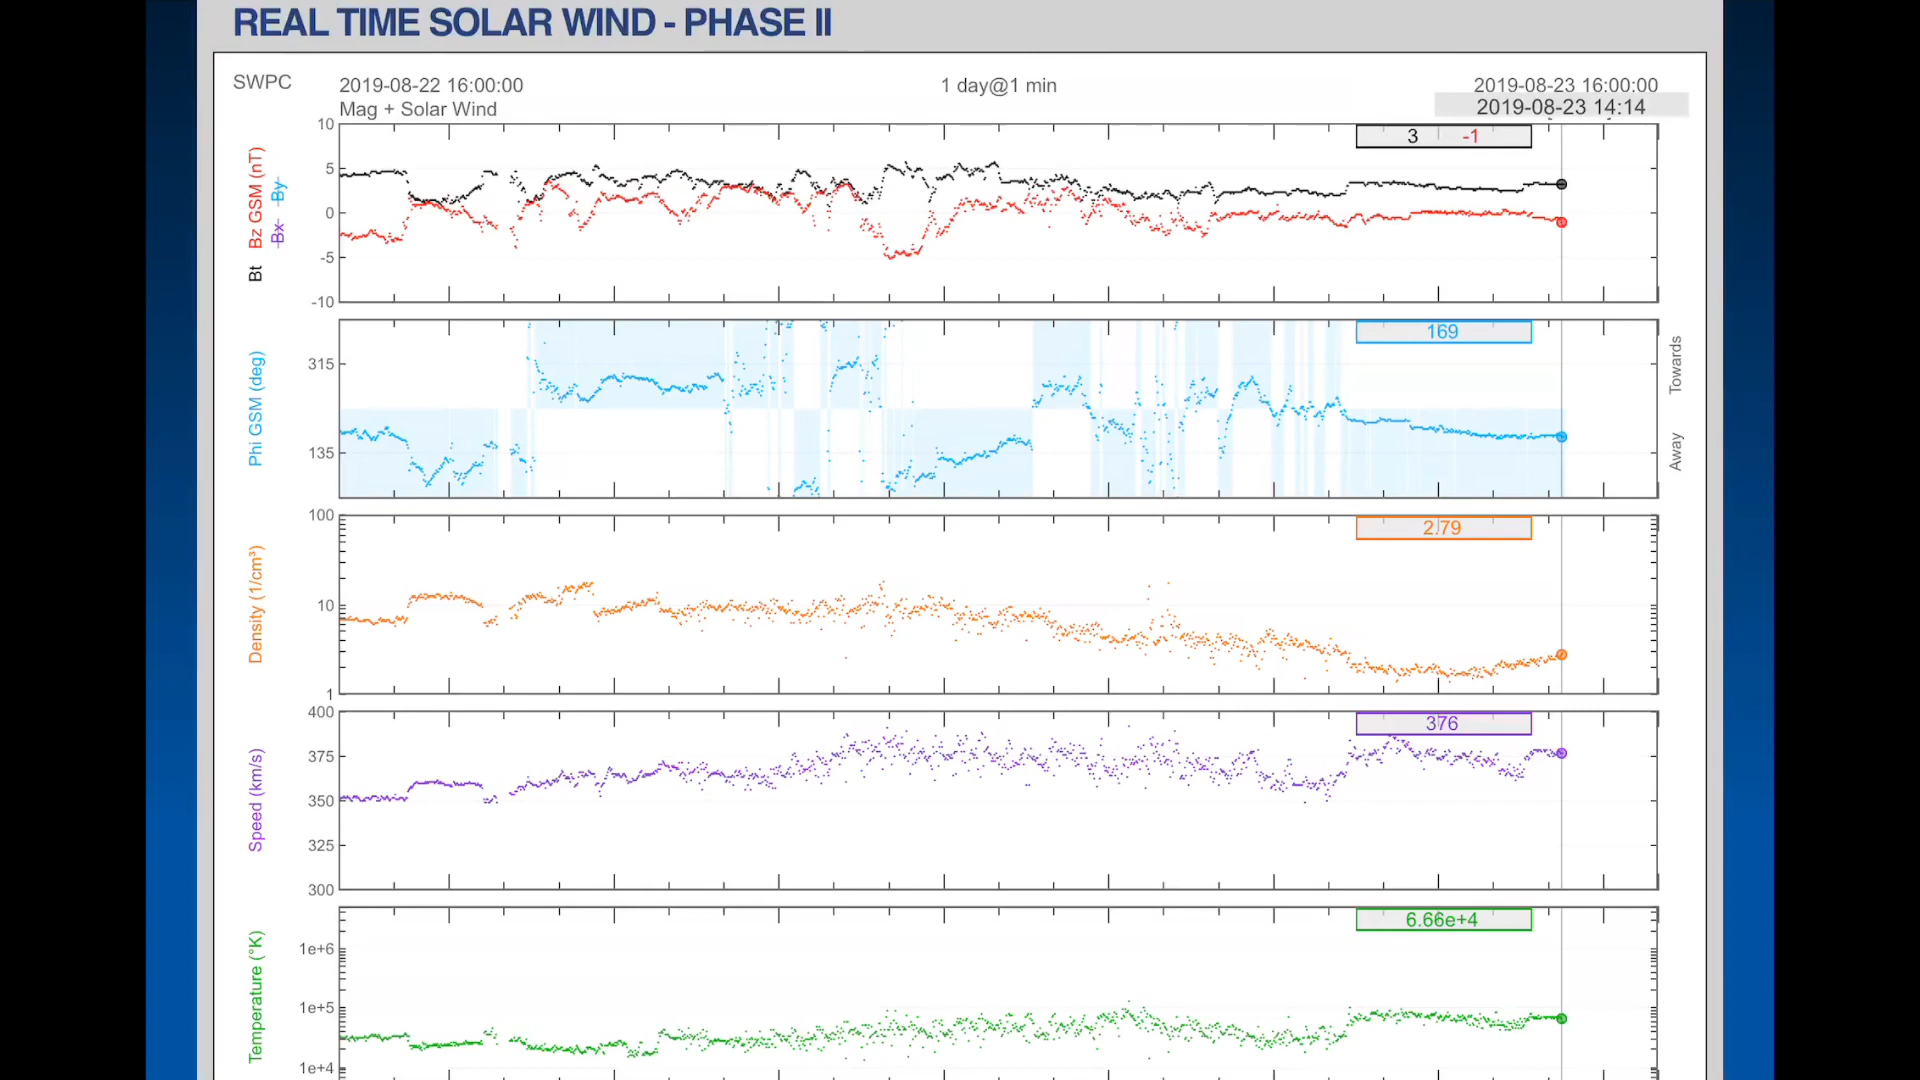 REAL TIME SOLAR WIND - PHASE II
SWPC
2019-08-22 16:00:00
1 day@1 min
2019-08-23 16:00:00
Mag + Solar Wind
2019-08-23 14:14
Bt Bz GSM (nT)
-Bx- -By-
10
5
0
-5
-10
3 -1
Phi GSM (deg)
315
135
169
Towards
Away
Density (1/cm³)
100
10
1
2.79
Speed (km/s)
400
375
350
325
300
376
Temperature (°K)
1e+6
1e+5
1e+4
6.66e+4